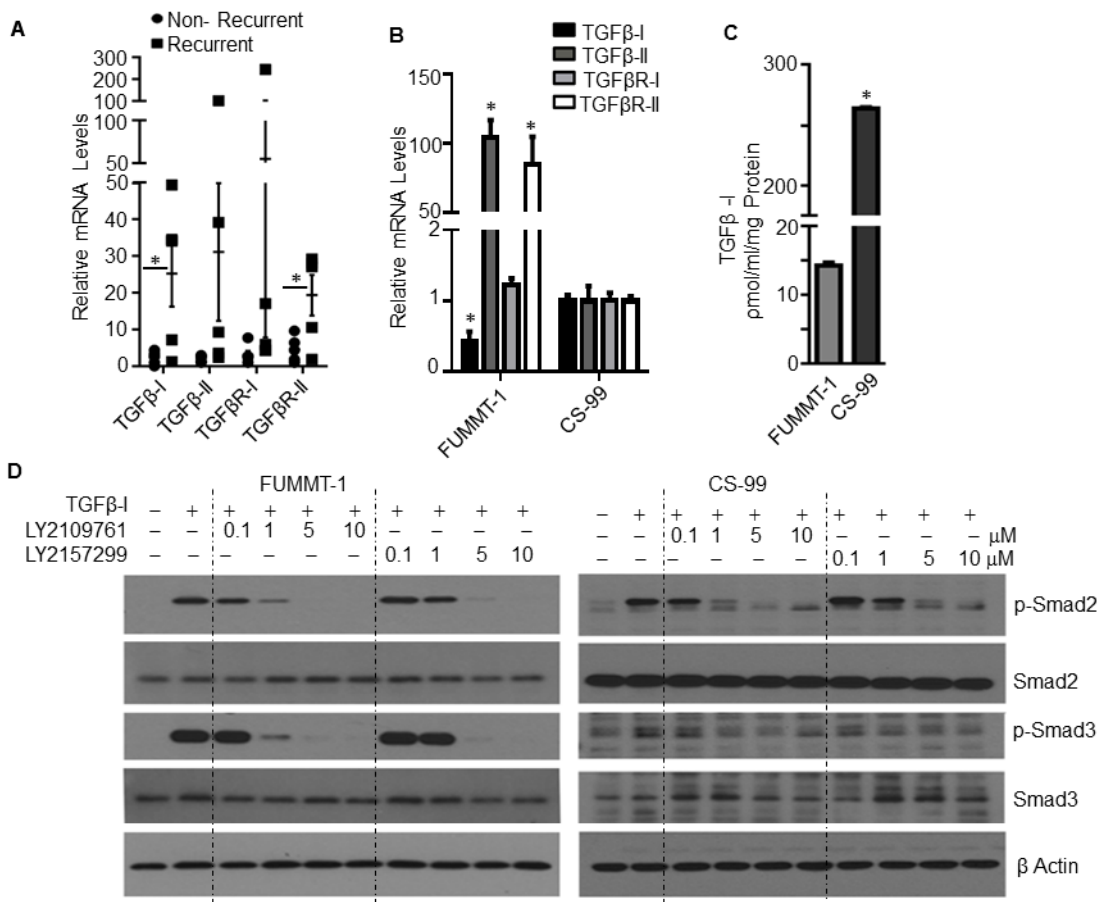 A
● Non- Recurrent
■ Recurrent
Relative mRNA Levels
300
200
100
100
50
50
40
30
20
10
0
*
*
TGFβ-I
TGFβ-II
TGFβR-I
TGFβR-II
B
TGFβ-I
TGFβ-II
TGFβR-I
TGFβR-II
Relative mRNA Levels
150
100
50
2
1
0
*
*
*
FUMMT-1
CS-99
C
TGFβ -I
ρmol/ml/mg Protein
300
200
20
10
0
*
FUMMT-1
CS-99
D
FUMMT-1
CS-99
TGFβ-I – + + + + + + + + + – + + + + + + + + +
LY2109761 – – 0.1 1 5 10 – – – – – – 0.1 1 5 10 – – – – μM
LY2157299 – – – – – – 0.1 1 5 10 – – – – – – 0.1 1 5 10 μM
p-Smad2
Smad2
p-Smad3
Smad3
β Actin